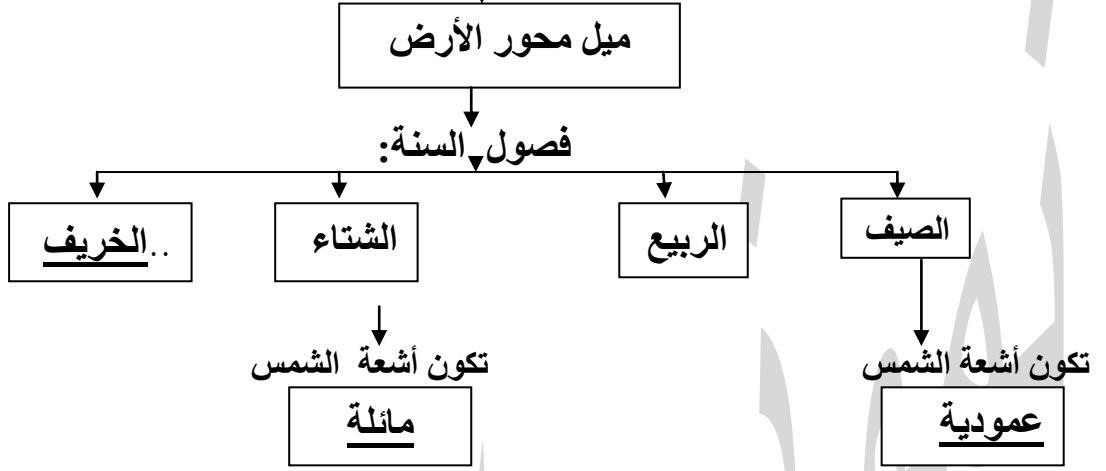 ميل محور الأرض
فصول السنة:
الصيف
الربيع
الشتاء
..الخريف
تكون أشعة الشمس
عمودية
تكون أشعة الشمس
مائلة